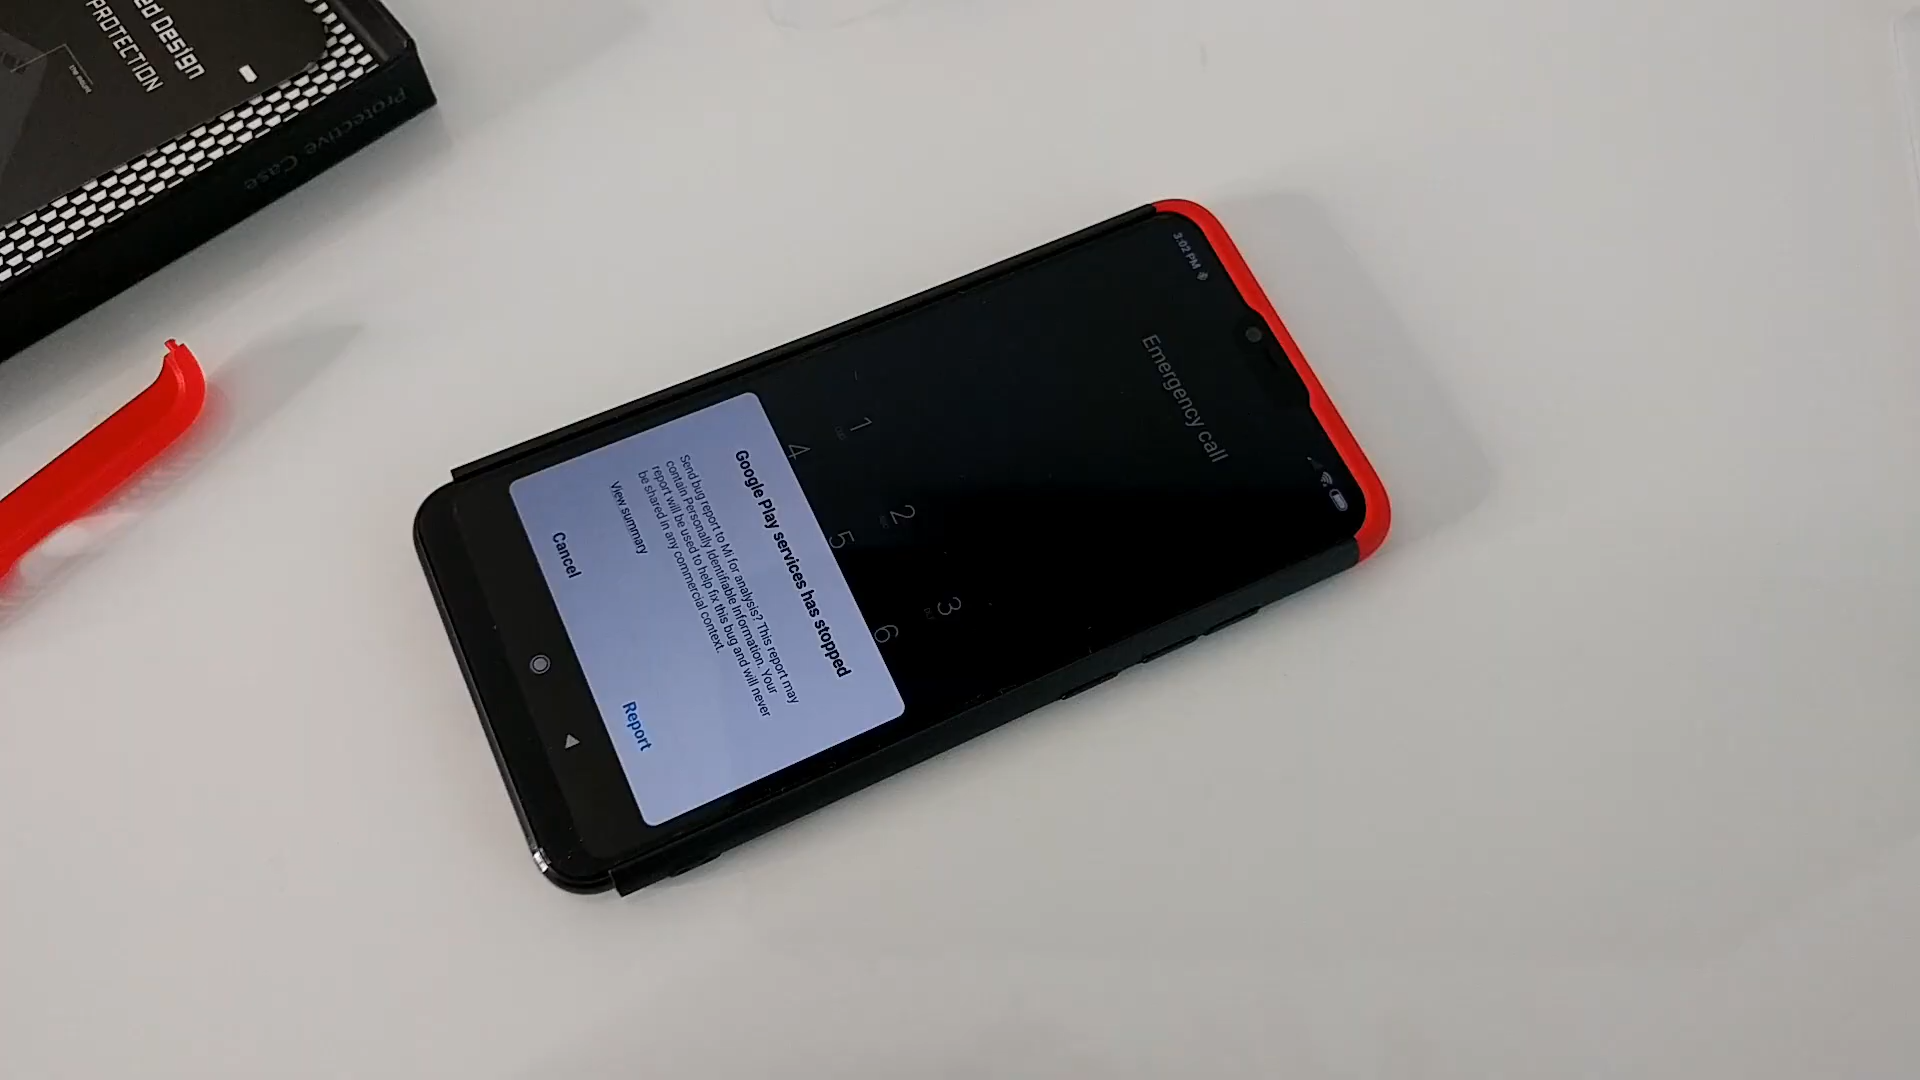 ed Design
PROTECTION
Protective Case
3:02 PM
Emergency call
1
2
3
4
5
6
Google Play services has stopped
Send bug report to Mi for analysis? This report may
contain Personally Identifiable Information. Your
report will be used to help fix this bug and will never
be shared in any commercial context.
View summary
Cancel
Report